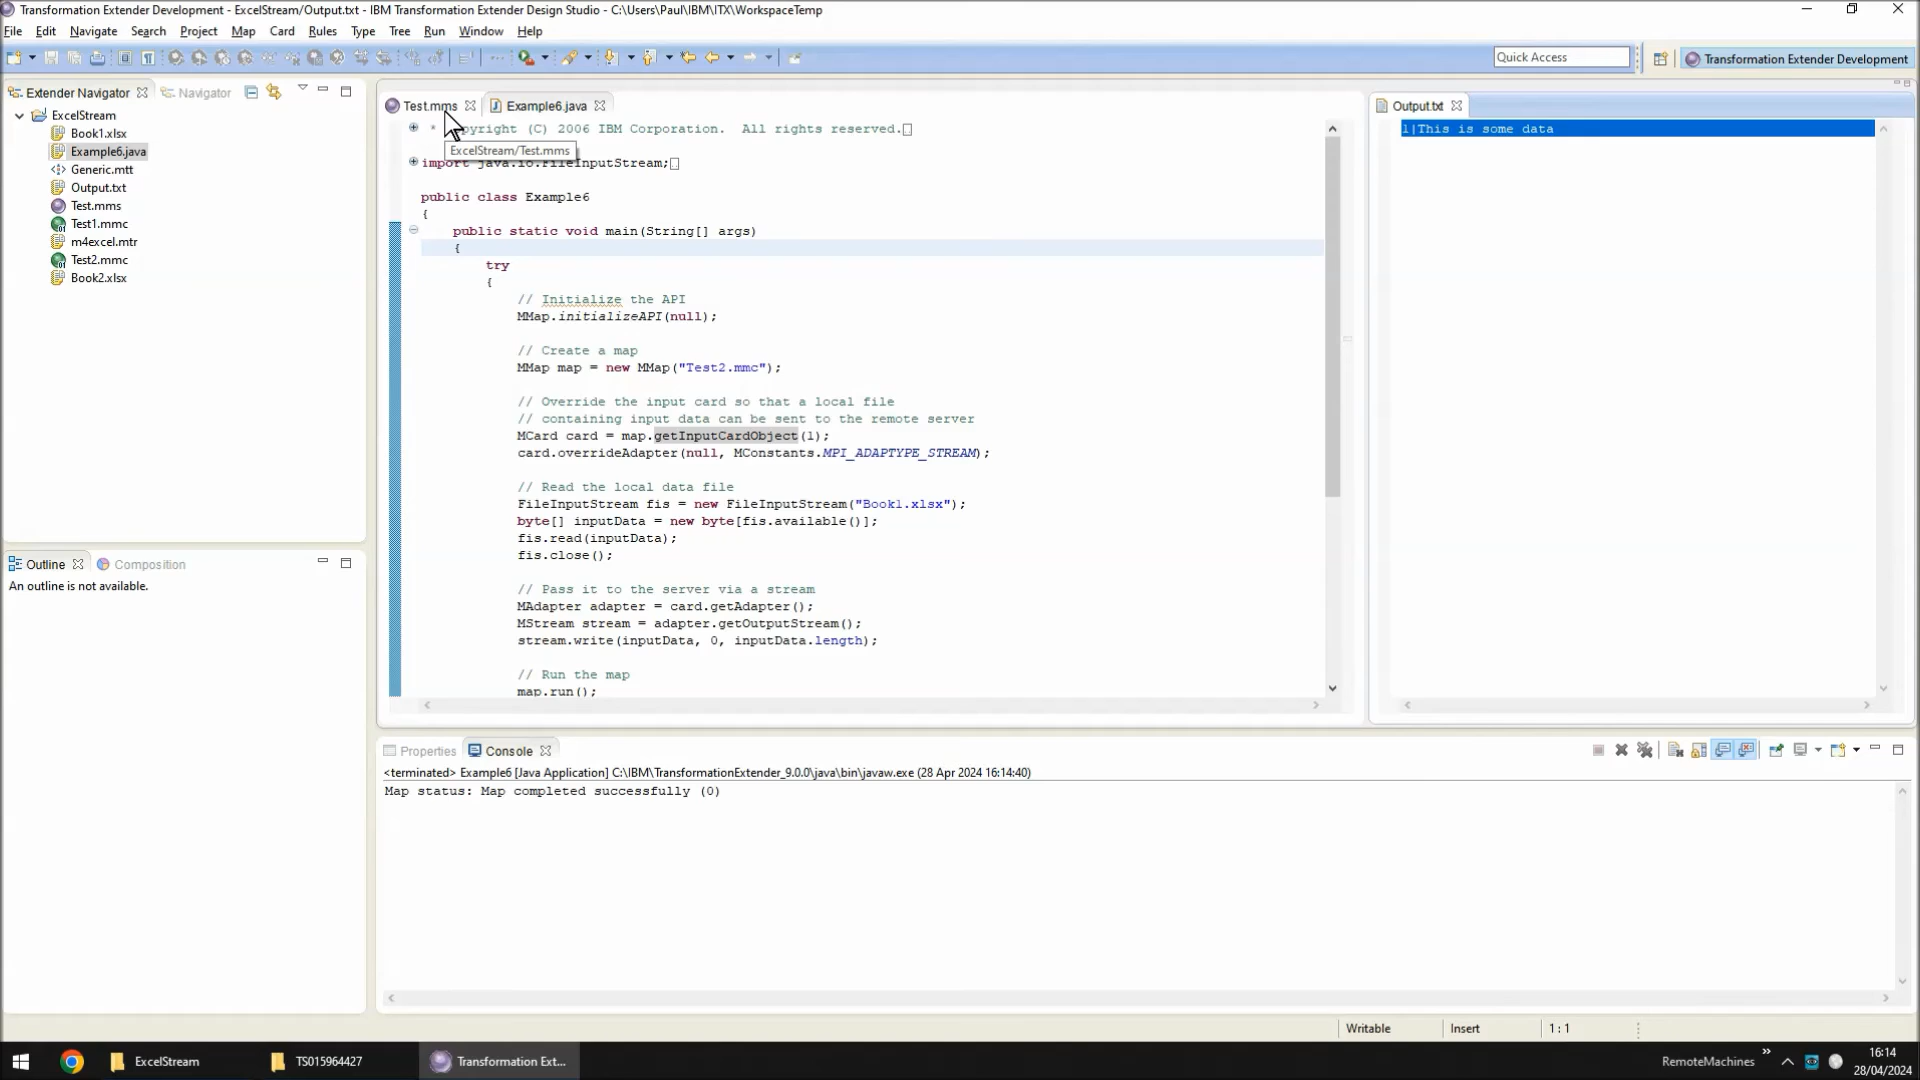 Transformation Extender Development - ExcelStream/Output.txt - IBM Transformation Extender Design Studio - C:\Users\Paul\IBM\ITX\WorkspaceTemp
File Edit Navigate Search Project Map Card Rules Type Tree Run Window Help
Quick Access
Transformation Extender Development
Extender Navigator
Navigator
ExcelStream
Book1.xlsx
Example6.java
Generic.mtt
Output.txt
Test.mms
Test1.mmc
m4excel.mtr
Test2.mmc
Book2.xlsx
Outline
Composition
An outline is not available.
Test.mms
Example6.java
* pyright (C) 2006 IBM Corporation.  All rights reserved.
ExcelStream/Test.mms
import java.io.FileInputStream;
public class Example6
{
public static void main(String[] args)
{
try
{
// Initialize the API
MMap.initializeAPI(null);
// Create a map
MMap map = new MMap("Test2.mmc");
// Override the input card so that a local file
// containing input data can be sent to the remote server
MCard card = map.getInputCardObject(1);
card.overrideAdapter(null, MConstants.MPI_ADAPTYPE_STREAM);
// Read the local data file
FileInputStream fis = new FileInputStream("Book1.xlsx");
byte[] inputData = new byte[fis.available()];
fis.read(inputData);
fis.close();
// Pass it to the server via a stream
MAdapter adapter = card.getAdapter();
MStream stream = adapter.getOutputStream();
stream.write(inputData, 0, inputData.length);
// Run the map
map.run();
Output.txt
1|This is some data
Properties
Console
<terminated> Example6 [Java Application] C:\IBM\TransformationExtender_9.0.0\java\bin\javaw.exe (28 Apr 2024 16:14:40)
Map status: Map completed successfully (0)
Writable
Insert
1 : 1
ExcelStream
TS015964427
Transformation Ext...
RemoteMachines
16:14
28/04/2024